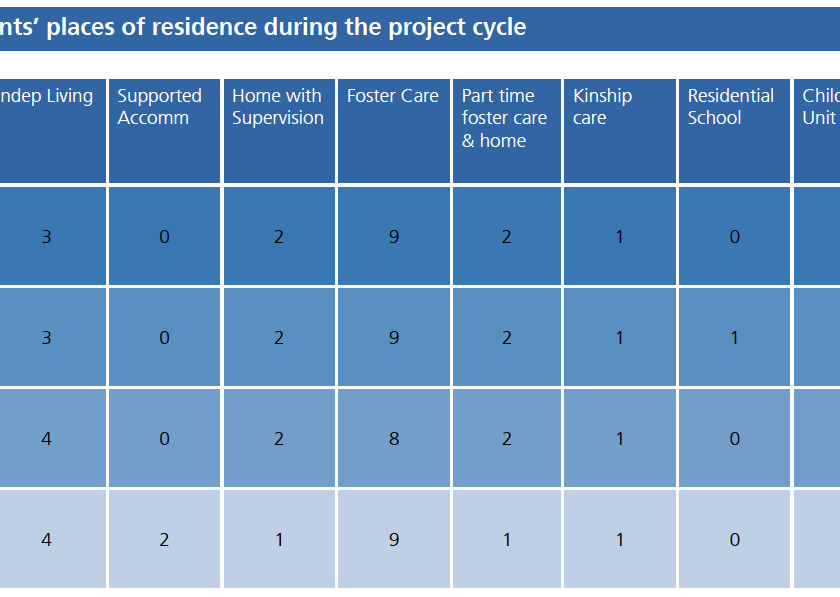 nts’ places of residence during the project cycle
ndep Living Supported Accomm Home with Supervision Foster Care Part time foster care & home Kinship care Residential School Chilc Unit
3 0 2 9 2 1 0
3 0 2 9 2 1 1
4 0 2 8 2 1 0
4 2 1 9 1 1 0